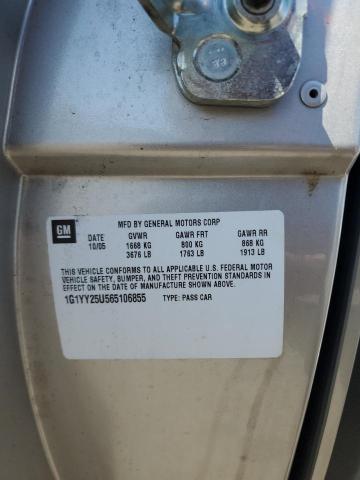 33
GM
MFD BY GENERAL MOTORS CORP
DATE GVWR GAWR FRT GAWR RR
10/05 1668 KG 800 KG 868 KG
3676 LB 1763 LB 1913 LB
THIS VEHICLE CONFORMS TO ALL APPLICABLE U.S. FEDERAL MOTOR
VEHICLE SAFETY, BUMPER, AND THEFT PREVENTION STANDARDS IN
EFFECT ON THE DATE OF MANUFACTURE SHOWN ABOVE.
1G1YY25U565106855 TYPE: PASS CAR